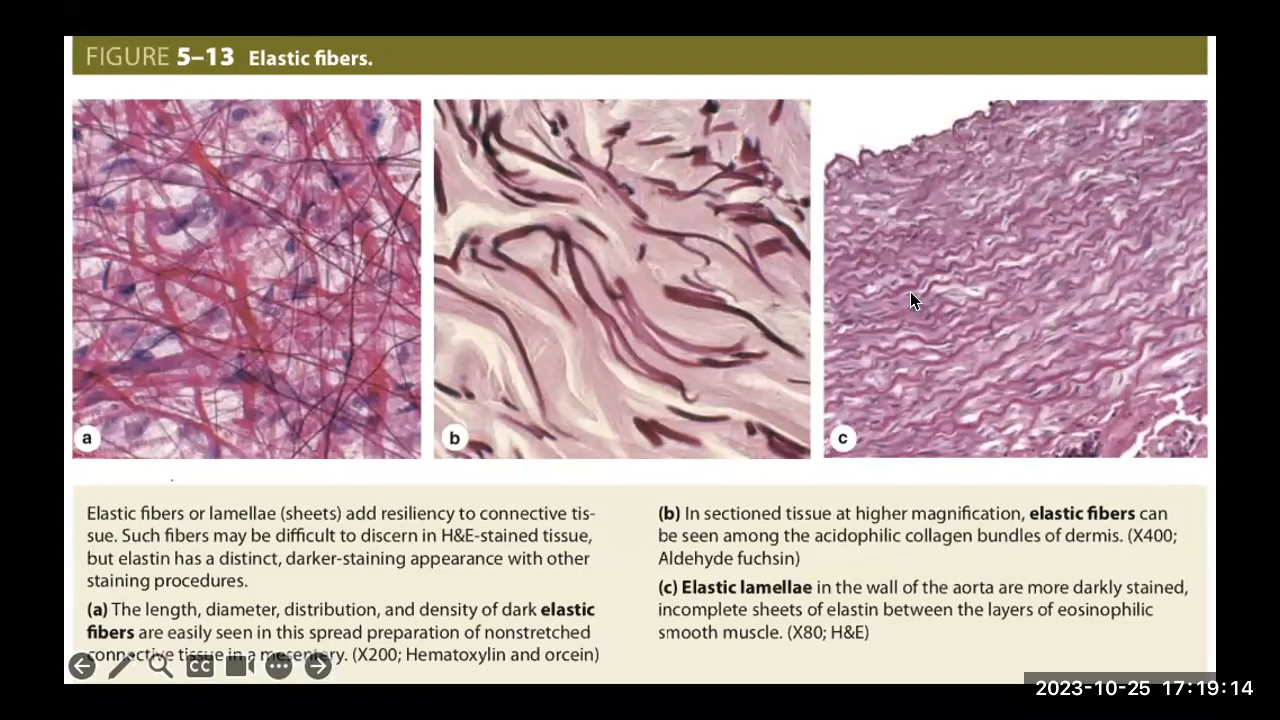 FIGURE 5–13 Elastic fibers.
a
b
c
Elastic fibers or lamellae (sheets) add resiliency to connective tis-
sue. Such fibers may be difficult to discern in H&E-stained tissue,
but elastin has a distinct, darker-staining appearance with other
staining procedures.
(a) The length, diameter, distribution, and density of dark elastic
fibers are easily seen in this spread preparation of nonstretched
connective tissue in a mesentery. (X200; Hematoxylin and orcein)
(b) In sectioned tissue at higher magnification, elastic fibers can
be seen among the acidophilic collagen bundles of dermis. (X400;
Aldehyde fuchsin)
(c) Elastic lamellae in the wall of the aorta are more darkly stained,
incomplete sheets of elastin between the layers of eosinophilic
smooth muscle. (X80; H&E)
CC
2023-10-25 17:19:14